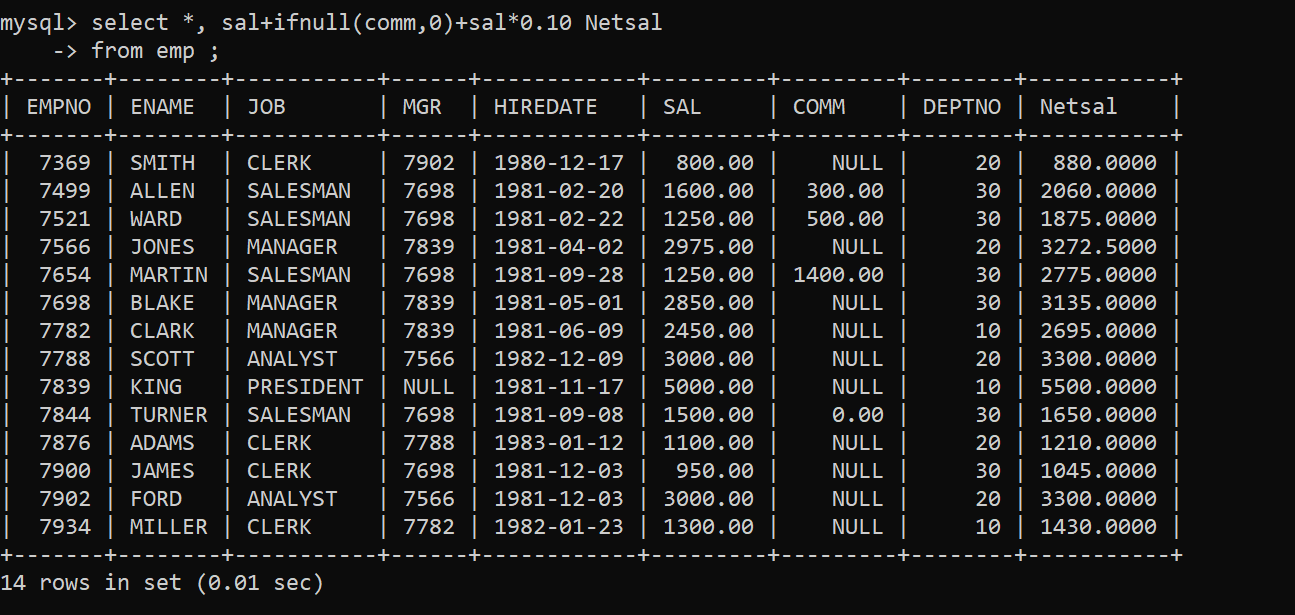 mysql> select *, sal+ifnull(comm,0)+sal*0.10 Netsal
    -> from emp ;
+-------+--------+-----------+------+------------+---------+---------+--------+-----------+
| EMPNO | ENAME  | JOB       | MGR  | HIREDATE   | SAL     | COMM    | DEPTNO | Netsal    |
+-------+--------+-----------+------+------------+---------+---------+--------+-----------+
|  7369 | SMITH  | CLERK     | 7902 | 1980-12-17 |  800.00 |    NULL |     20 |  880.0000 |
|  7499 | ALLEN  | SALESMAN  | 7698 | 1981-02-20 | 1600.00 |  300.00 |     30 | 2060.0000 |
|  7521 | WARD   | SALESMAN  | 7698 | 1981-02-22 | 1250.00 |  500.00 |     30 | 1875.0000 |
|  7566 | JONES  | MANAGER   | 7839 | 1981-04-02 | 2975.00 |    NULL |     20 | 3272.5000 |
|  7654 | MARTIN | SALESMAN  | 7698 | 1981-09-28 | 1250.00 | 1400.00 |     30 | 2775.0000 |
|  7698 | BLAKE  | MANAGER   | 7839 | 1981-05-01 | 2850.00 |    NULL |     30 | 3135.0000 |
|  7782 | CLARK  | MANAGER   | 7839 | 1981-06-09 | 2450.00 |    NULL |     10 | 2695.0000 |
|  7788 | SCOTT  | ANALYST   | 7566 | 1982-12-09 | 3000.00 |    NULL |     20 | 3300.0000 |
|  7839 | KING   | PRESIDENT | NULL | 1981-11-17 | 5000.00 |    NULL |     10 | 5500.0000 |
|  7844 | TURNER | SALESMAN  | 7698 | 1981-09-08 | 1500.00 |    0.00 |     30 | 1650.0000 |
|  7876 | ADAMS  | CLERK     | 7788 | 1983-01-12 | 1100.00 |    NULL |     20 | 1210.0000 |
|  7900 | JAMES  | CLERK     | 7698 | 1981-12-03 |  950.00 |    NULL |     30 | 1045.0000 |
|  7902 | FORD   | ANALYST   | 7566 | 1981-12-03 | 3000.00 |    NULL |     20 | 3300.0000 |
|  7934 | MILLER | CLERK     | 7782 | 1982-01-23 | 1300.00 |    NULL |     10 | 1430.0000 |
+-------+--------+-----------+------+------------+---------+---------+--------+-----------+
14 rows in set (0.01 sec)